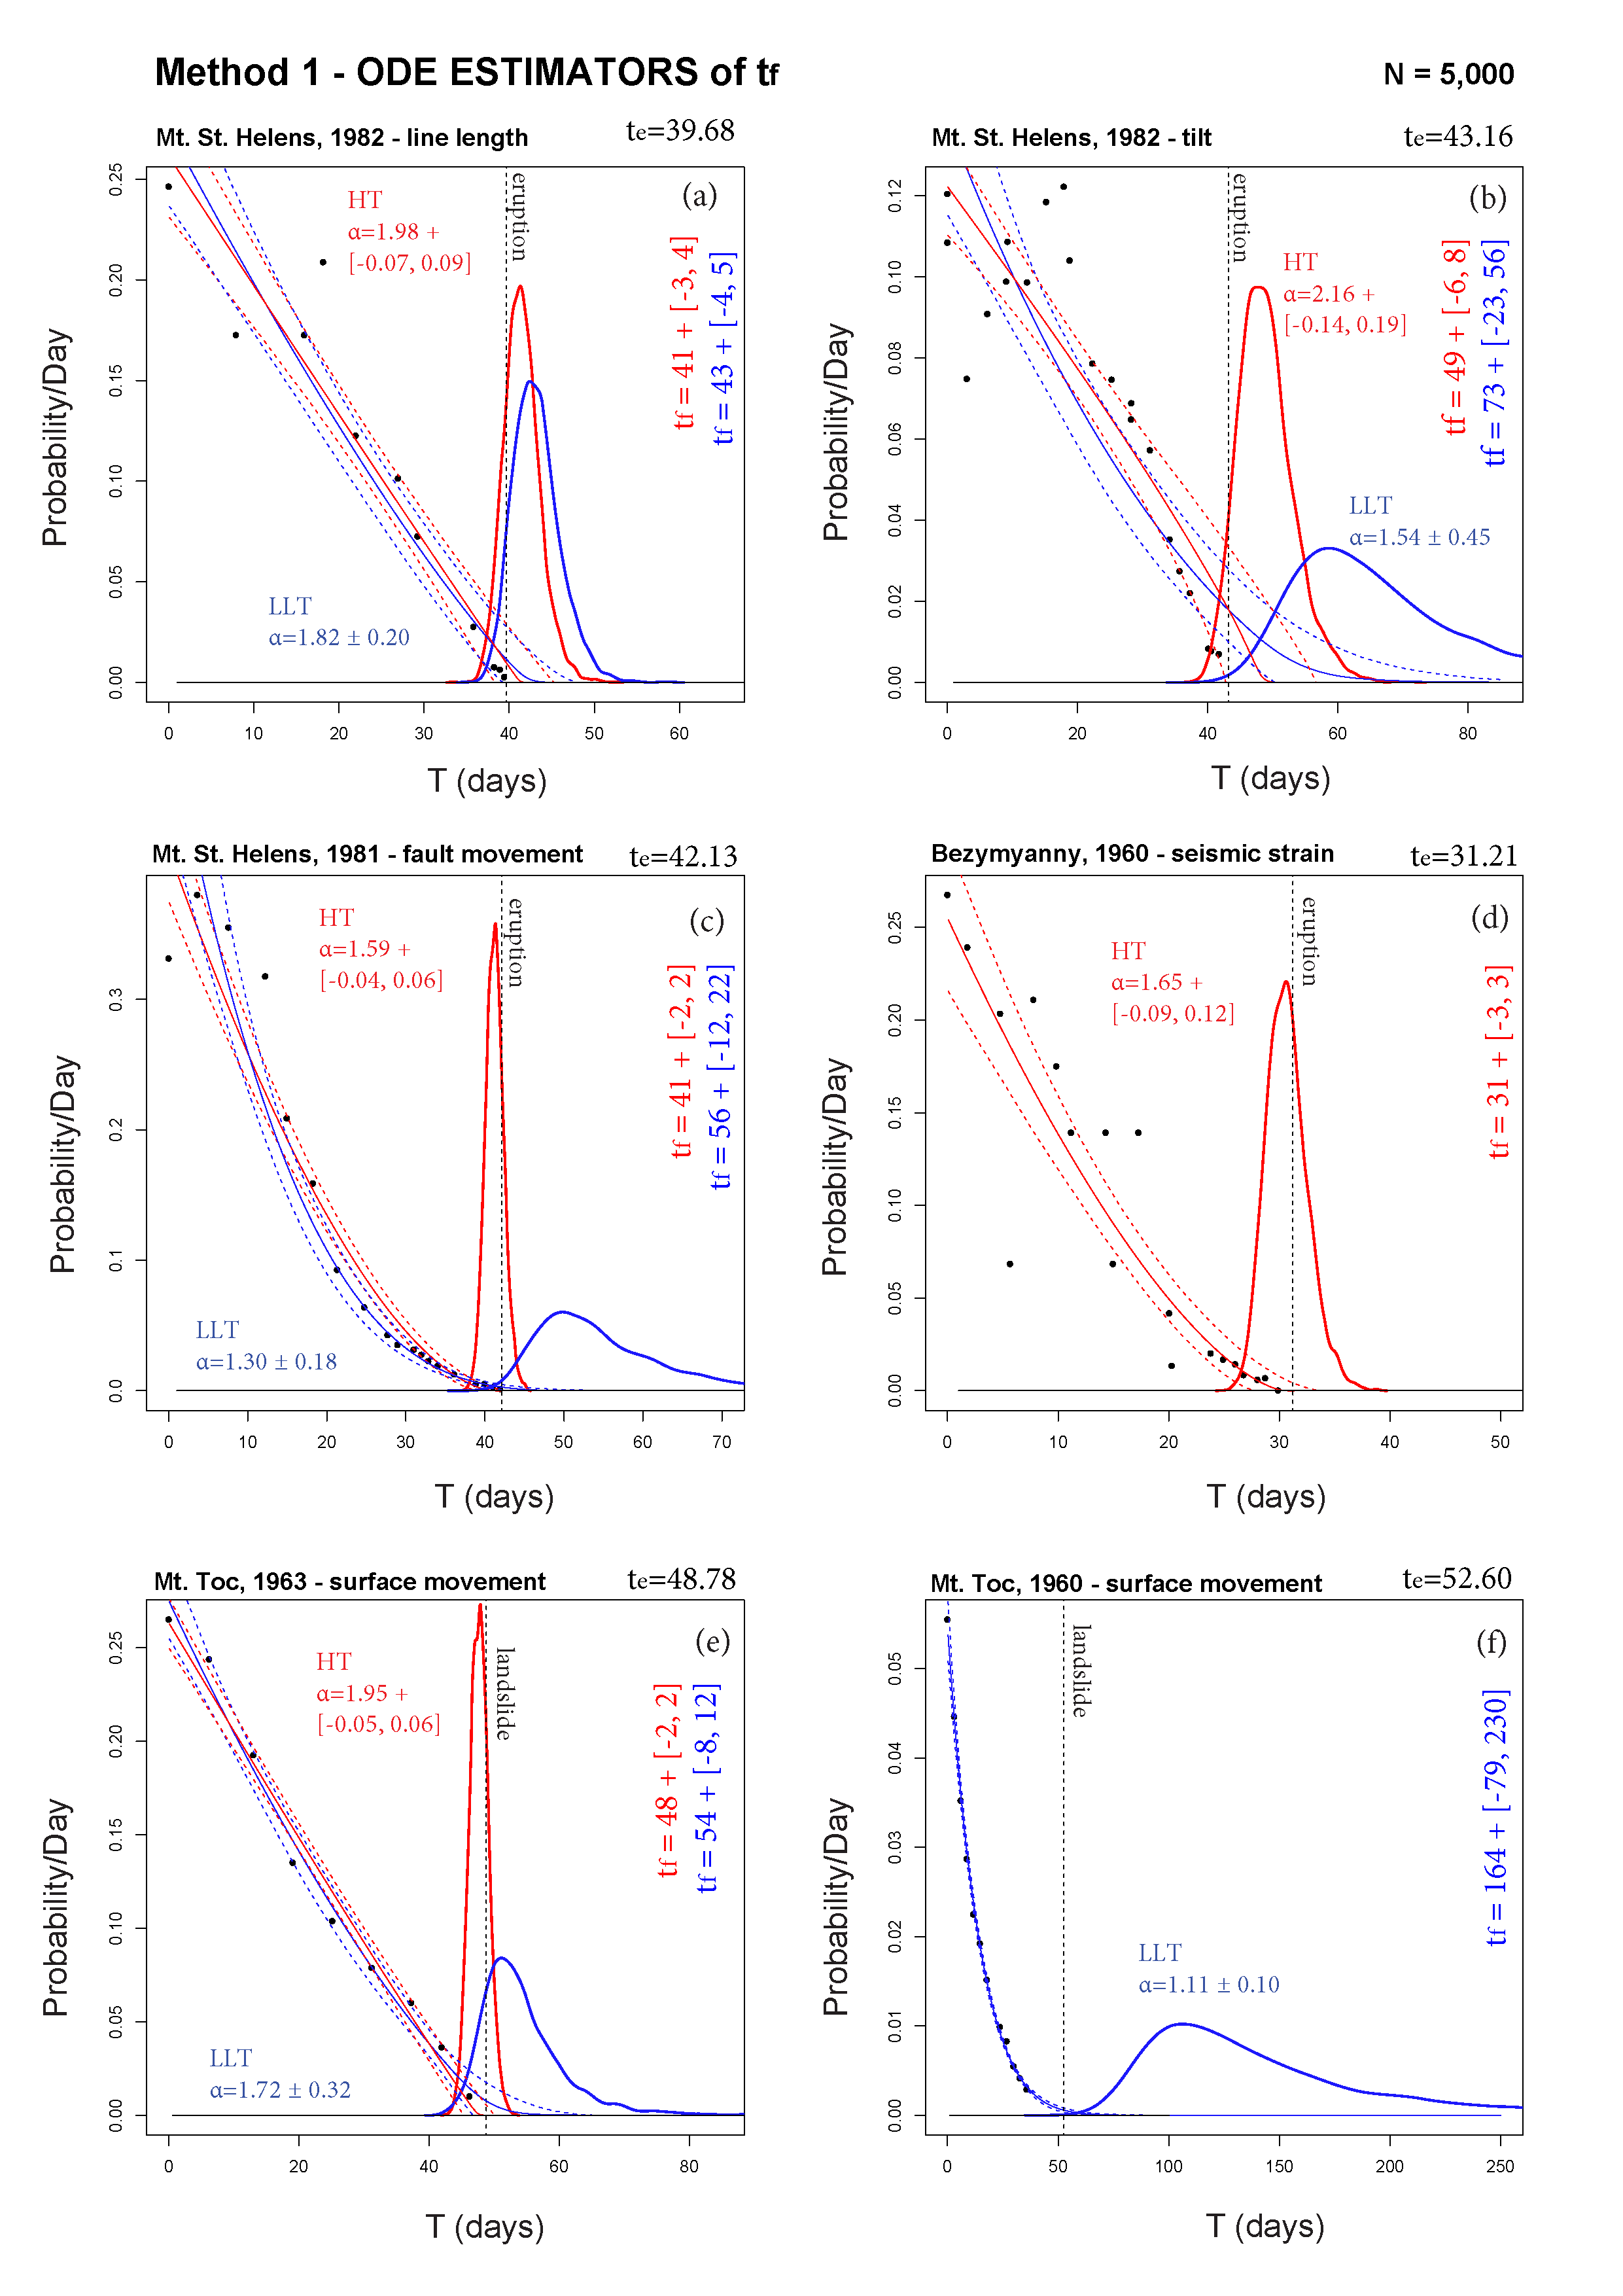 Method 1 - ODE ESTIMATORS of tf
N = 5,000
Mt. St. Helens, 1982 - line length
te=39.68
(a)
HT
α=1.98 +
[-0.07, 0.09]
eruption
tf = 41 + [-3, 4]
tf = 43 + [-4, 5]
LLT
α=1.82 ± 0.20
Probability/Day
0.25
0.20
0.15
0.10
0.05
0.00
0 10 20 30 40 50 60
T (days)
Mt. St. Helens, 1982 - tilt
te=43.16
(b)
eruption
HT
α=2.16 +
[-0.14, 0.19]
tf = 49 + [-6, 8]
tf = 73 + [-23, 56]
LLT
α=1.54 ± 0.45
Probability/Day
0.12
0.10
0.08
0.06
0.04
0.02
0.00
0 20 40 60 80
T (days)
Mt. St. Helens, 1981 - fault movement
te=42.13
(c)
HT
α=1.59 +
[-0.04, 0.06]
eruption
tf = 41 + [-2, 2]
tf = 56 + [-12, 22]
LLT
α=1.30 ± 0.18
Probability/Day
0.3
0.2
0.1
0.0
0 10 20 30 40 50 60 70
T (days)
Bezymyanny, 1960 - seismic strain
te=31.21
(d)
HT
α=1.65 +
[-0.09, 0.12]
eruption
tf = 31 + [-3, 3]
Probability/Day
0.25
0.20
0.15
0.10
0.05
0.00
0 10 20 30 40 50
T (days)
Mt. Toc, 1963 - surface movement
te=48.78
(e)
HT
α=1.95 +
[-0.05, 0.06]
landslide
tf = 48 + [-2, 2]
tf = 54 + [-8, 12]
LLT
α=1.72 ± 0.32
Probability/Day
0.25
0.20
0.15
0.10
0.05
0.00
0 20 40 60 80
T (days)
Mt. Toc, 1960 - surface movement
te=52.60
(f)
landslide
tf = 164 + [-79, 230]
LLT
α=1.11 ± 0.10
Probability/Day
0.05
0.04
0.03
0.02
0.01
0.00
0 50 100 150 200 250
T (days)